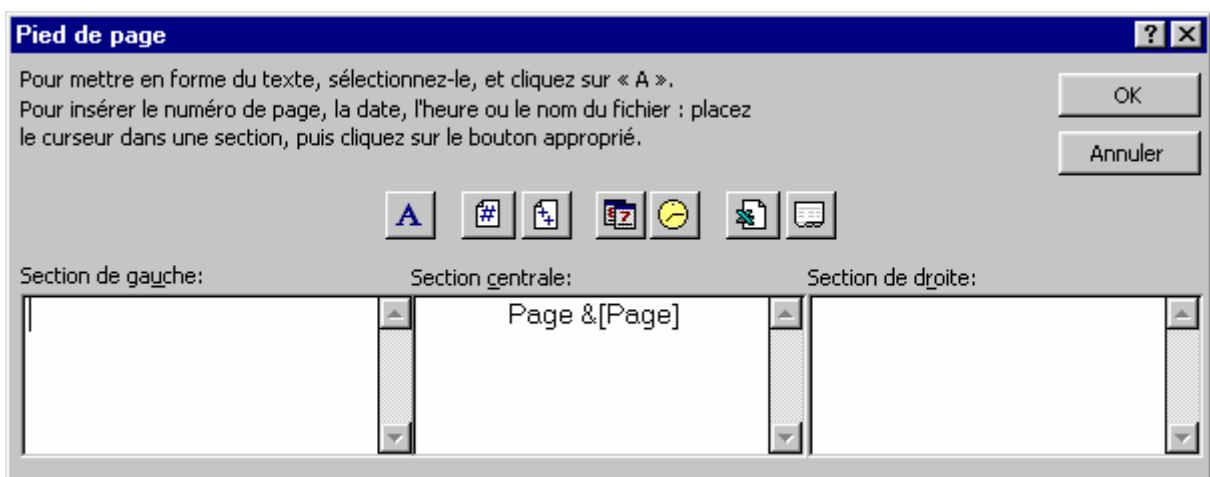 Pied de page
Pour mettre en forme du texte, sélectionnez-le, et cliquez sur « A ».
Pour insérer le numéro de page, la date, l'heure ou le nom du fichier : placez
le curseur dans une section, puis cliquez sur le bouton approprié.
OK
Annuler
A
Section de gauche:
Section centrale:
Section de droite:
Page &[Page]